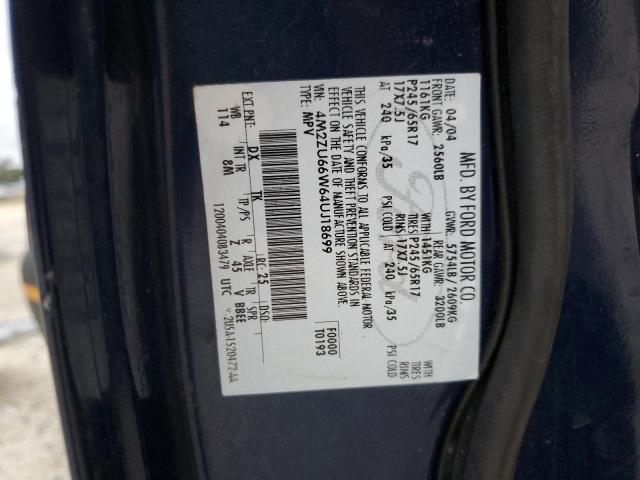 MFD. BY FORD MOTOR CO.
DATE: 04/04 GVWR: 5754LB/2609KG
FRONT GAWR: 2560LB REAR GAWR: 3200LB
1161KG WITH 1451KG WITH
P245/65R17 TIRES P245/65R17 TIRES
17X7.5J RIMS 17X7.5J RIMS
AT 240 kPa/35 PSI COLD AT 240 kPa/35 PSI COLD
THIS VEHICLE CONFORMS TO ALL APPLICABLE FEDERAL MOTOR
VEHICLE SAFETY AND THEFT PREVENTION STANDARDS IN
EFFECT ON THE DATE OF MANUFACTURE SHOWN ABOVE.
4M2ZU66W64UJ18699
TYPE: MPV
F0000
T0193
EXT PNT: DX TK RC: 25 DSO:
WB INT TR TP/PS R AXLE TR SPR
114 8M Z 45 V BBEE
1200404083479 UTC